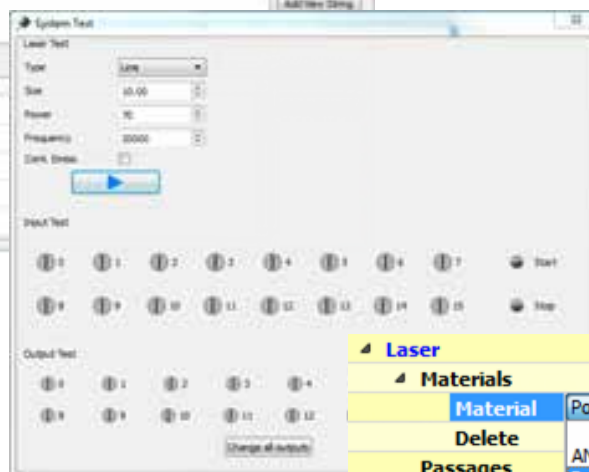 Add New String
System Test
Laser Test
Type Line
Size 10.00
Power 70
Frequency 20000
Cont. Emiss.
Input Test
0 1 2 3 4 5 6 7 Start
8 9 10 11 12 13 14 15 Stop
Output Test
0 1 2 3 4
8 9 10 11 12
Change all outputs
Laser
Materials
Material Po
Delete
AN
Passages